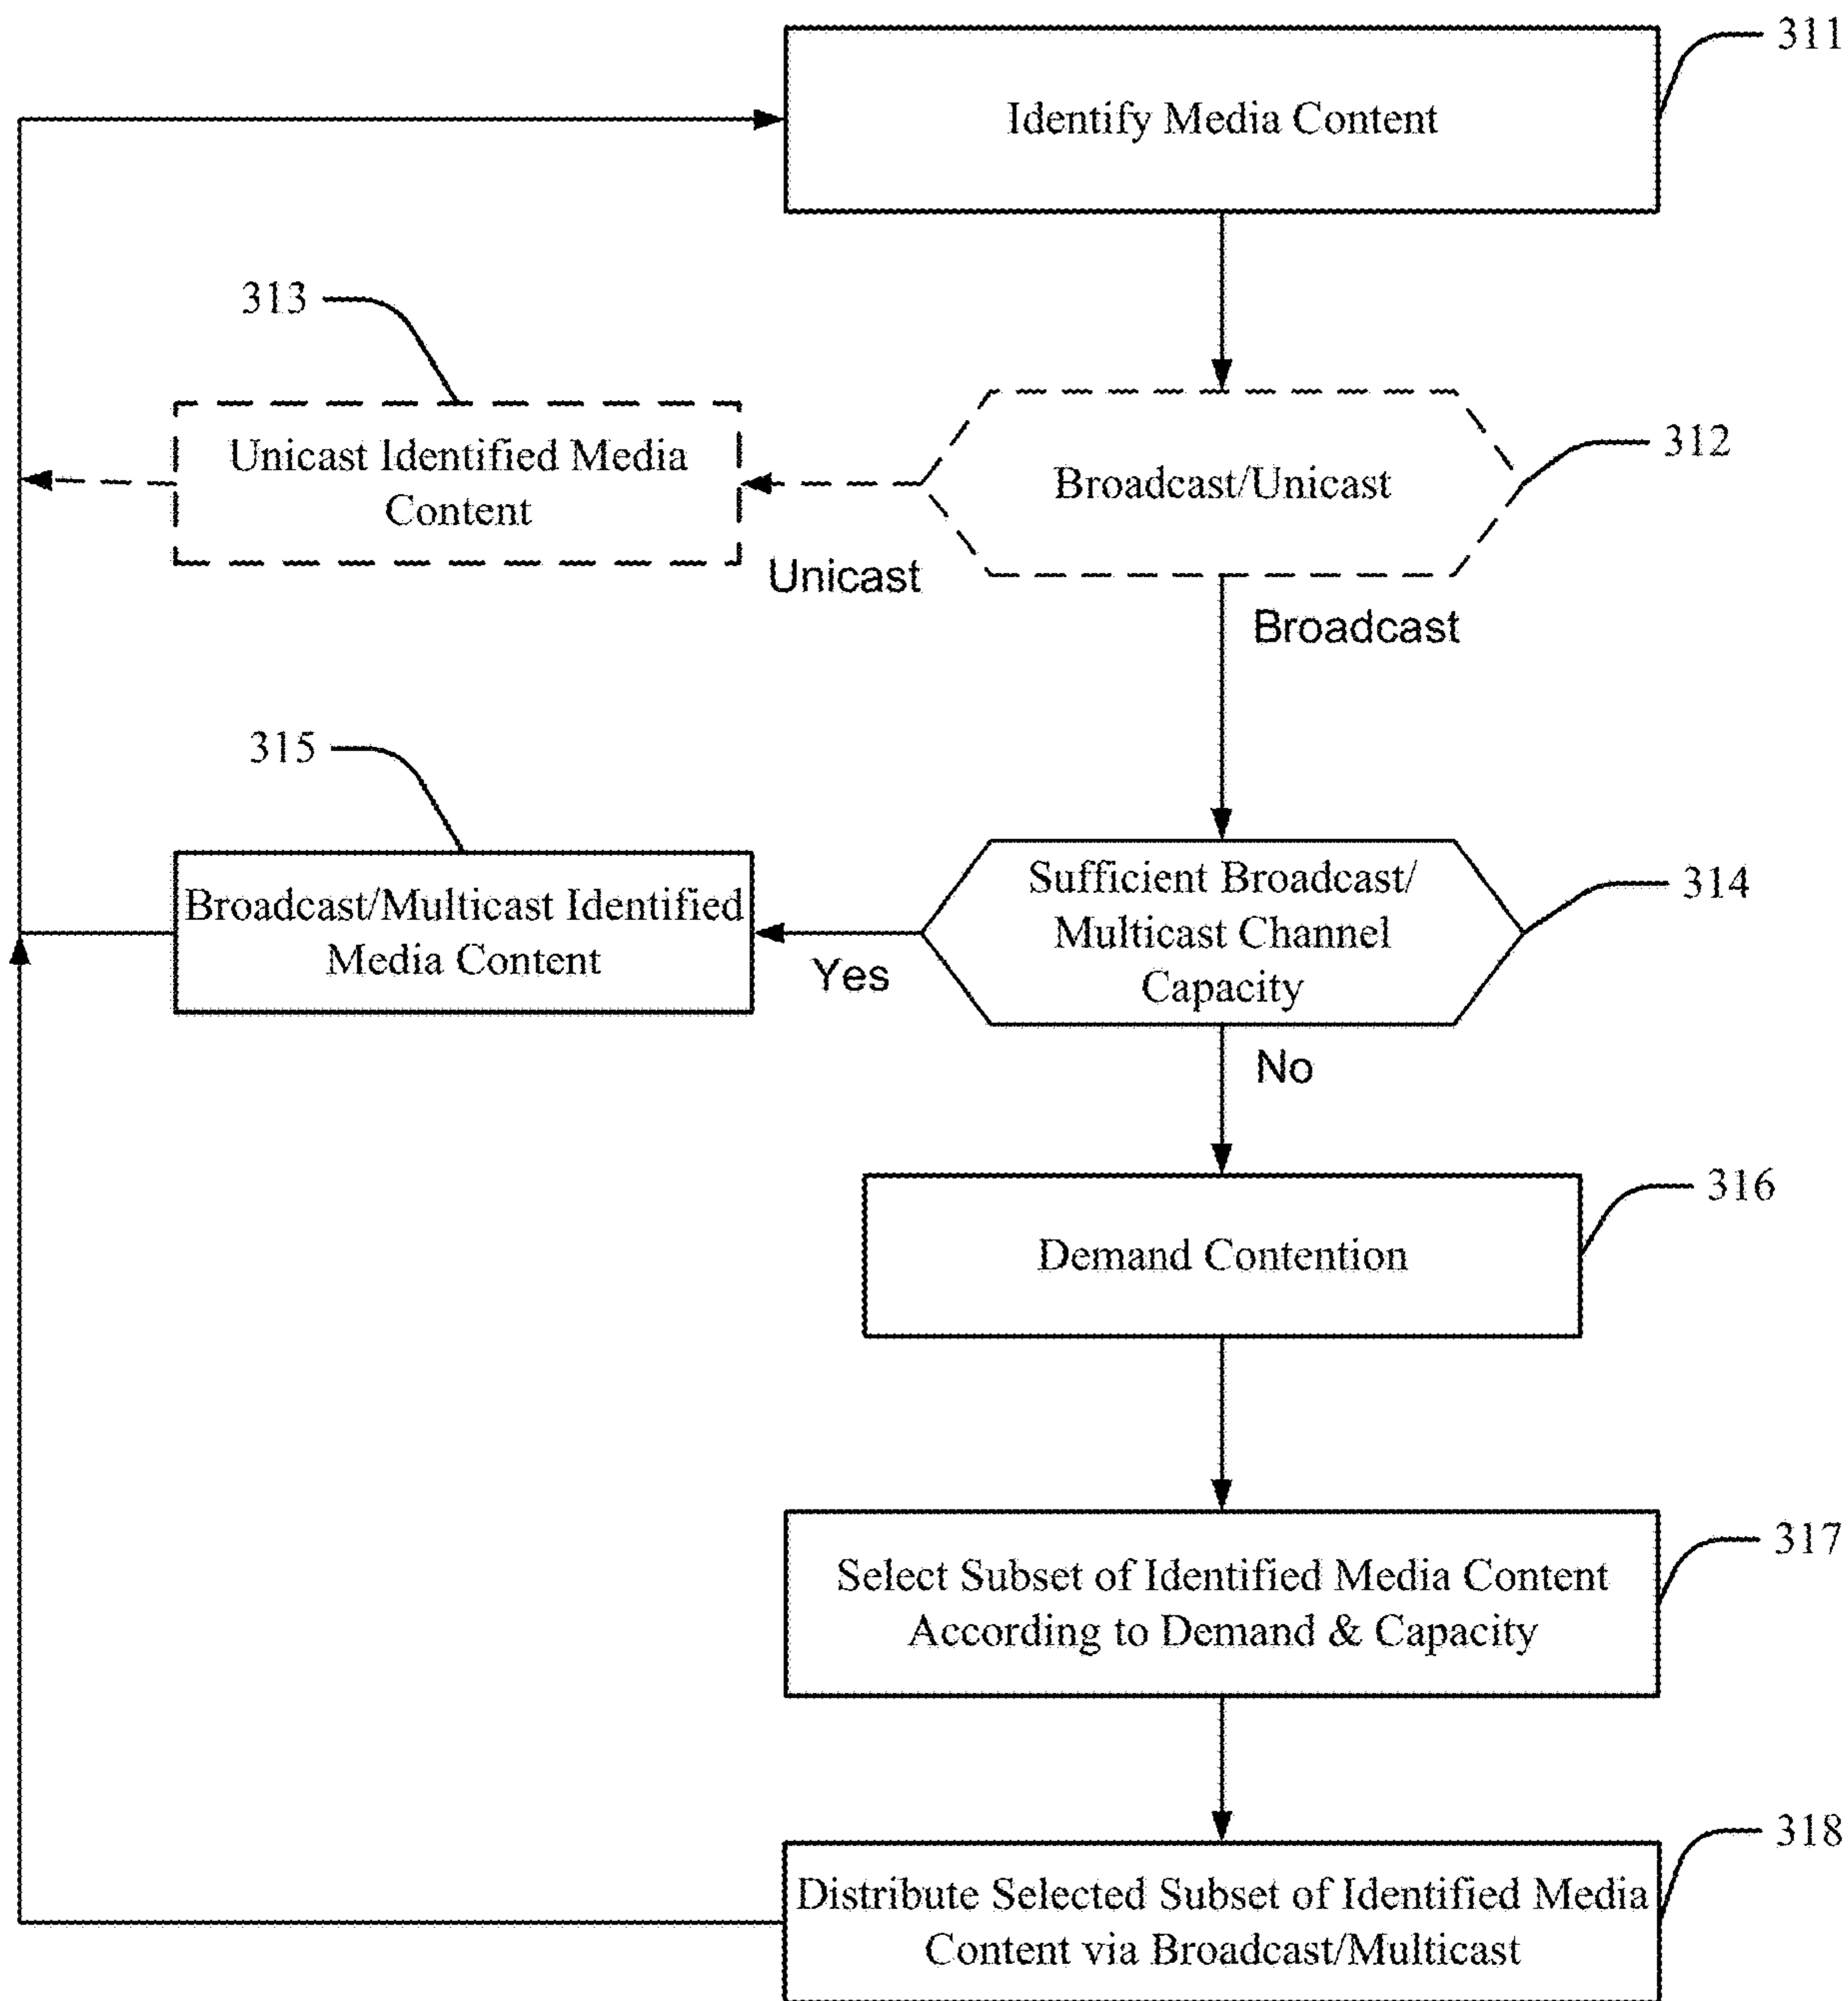 311
Identify Media Content
313
Unicast Identified Media
Content
Broadcast/Unicast
312
Unicast
Broadcast
315
Broadcast/Multicast Identified
Media Content
Sufficient Broadcast/
Multicast Channel
Capacity
314
Yes
No
316
Demand Contention
317
Select Subset of Identified Media Content
According to Demand & Capacity
318
Distribute Selected Subset of Identified Media
Content via Broadcast/Multicast